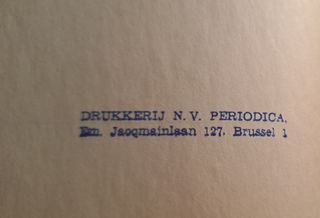 DRUKKERIJ N.V. PERIODICA.
Em. Jacqmainlaan 127. Brussel 1